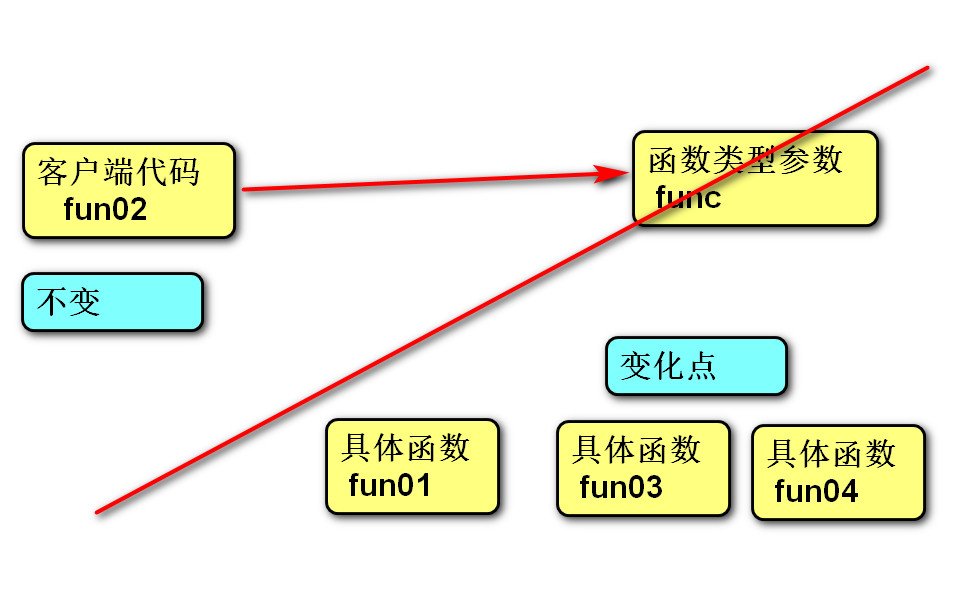 客户端代码
fun02
函数类型参数
func
不变
变化点
具体函数
fun01
具体函数
fun03
具体函数
fun04